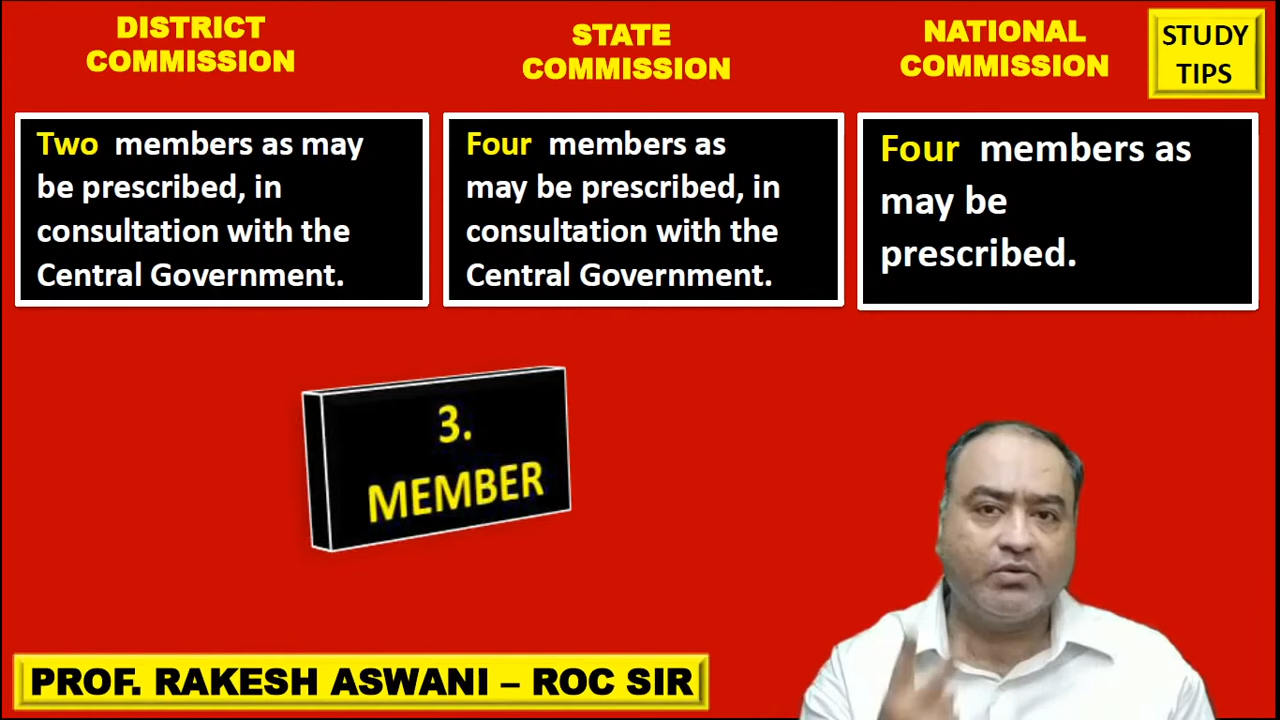 DISTRICT
COMMISSION
STATE
COMMISSION
NATIONAL
COMMISSION
STUDY
TIPS
Two members as may
be prescribed, in
consultation with the
Central Government.
Four members as
may be prescribed, in
consultation with the
Central Government.
Four members as
may be
prescribed.
3.
MEMBER
PROF. RAKESH ASWANI – ROC SIR